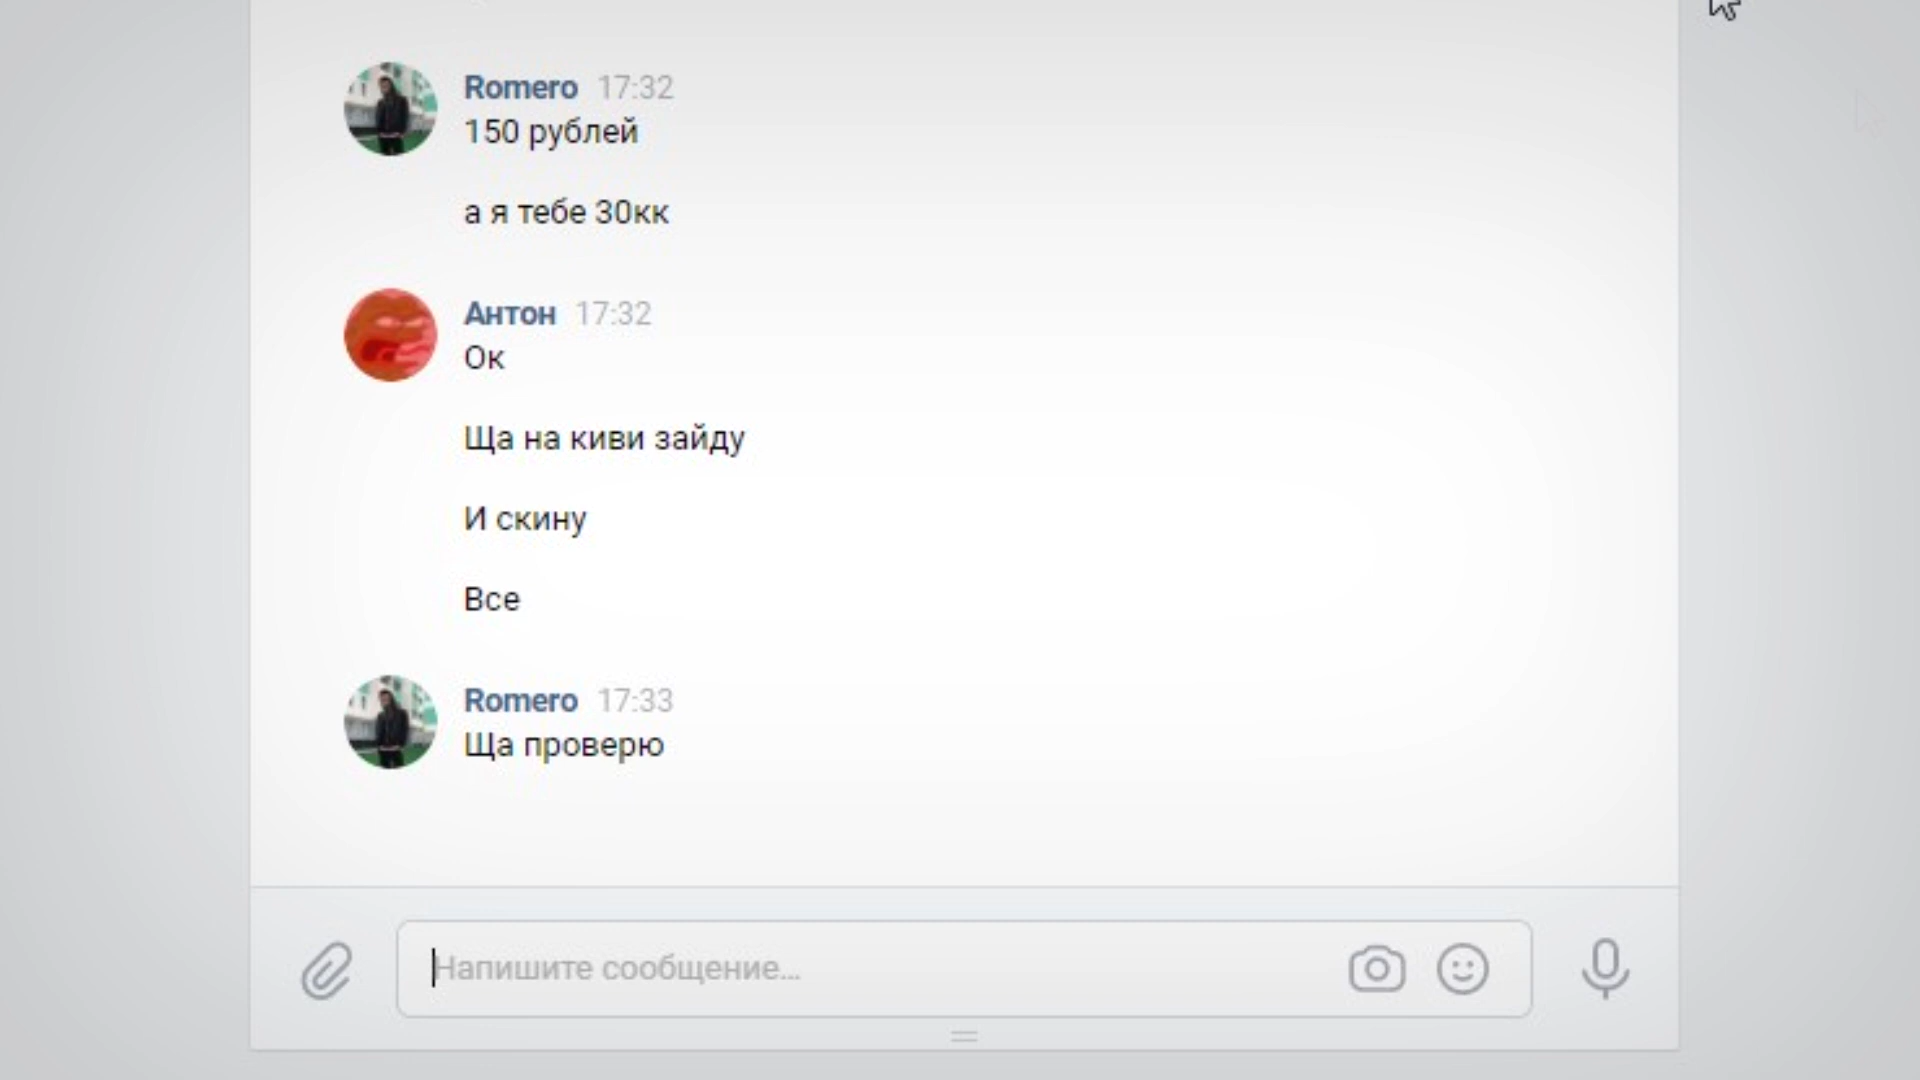 Romero 17:32
150 рублей
а я тебе 30кк
Антон 17:32
Ок
Ща на киви зайду
И скину
Все
Romero 17:33
Ща проверю
Напишите сообщение...